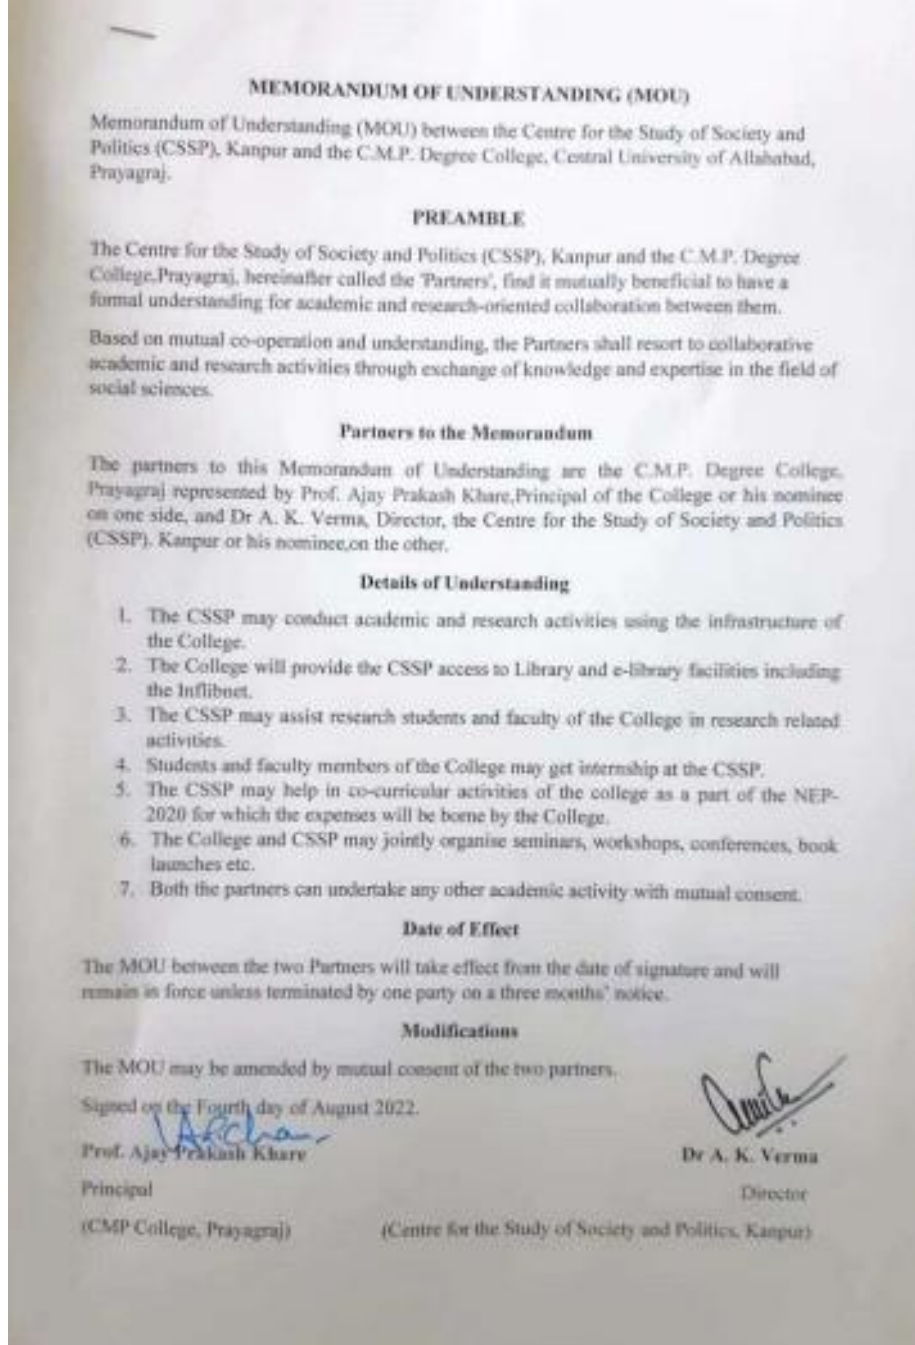 MEMORANDUM OF UNDERSTANDING (MOU)
Memorandum of Understanding (MOU) between the Centre for the Study of Society and
Politics (CSSP), Kanpur and the C.M.P. Degree College, Central University of Allahabad,
Prayagraj.
PREAMBLE
The Centre for the Study of Society and Politics (CSSP), Kanpur and the C.M.P. Degree
College,Prayagraj, hereinafter called the 'Partners', find it mutually beneficial to have a
formal understanding for academic and research-oriented collaboration between them.
Based on mutual co-operation and understanding, the Partners shall resort to collaborative
academic and research activities through exchange of knowledge and expertise in the field of
social sciences.
Partners to the Memorandum
The partners to this Memorandum of Understanding are the C.M.P. Degree College,
Prayagraj represented by Prof. Ajay Prakash Khare,Principal of the College or his nominee
on one side, and Dr A. K. Verma, Director, the Centre for the Study of Society and Politics
(CSSP), Kanpur or his nominee,on the other.
Details of Understanding
1. The CSSP may conduct academic and research activities using the infrastructure of
the College.
2. The College will provide the CSSP access to Library and e-library facilities including
the Inflibnet.
3. The CSSP may assist research students and faculty of the College in research related
activities.
4. Students and faculty members of the College may get internship at the CSSP.
5. The CSSP may help in co-curricular activities of the college as a part of the NEP-
2020 for which the expenses will be borne by the College.
6. The College and CSSP may jointly organise seminars, workshops, conferences, book
launches etc.
7. Both the partners can undertake any other academic activity with mutual consent.
Date of Effect
The MOU between the two Partners will take effect from the date of signature and will
remain in force unless terminated by one party on a three months' notice.
Modifications
The MOU may be amended by mutual consent of the two partners.
Signed on the Fourth day of August 2022.
Prof. Ajay Prakash Khare
Dr A. K. Verma
Principal
Director
(CMP College, Prayagraj)
(Centre for the Study of Society and Politics, Kanpur)